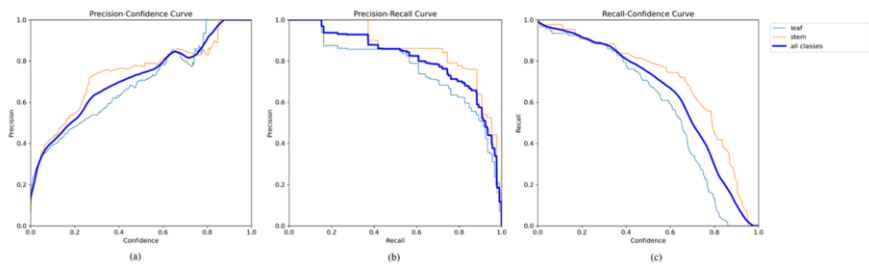 Precision-Confidence Curve
1.0
0.8
0.6
0.4
0.2
0.0
Precision
0.0 0.2 0.4 0.6 0.8 1.0
Confidence
(a)
Precision-Recall Curve
1.0
0.8
0.6
0.4
0.2
0.0
Precision
0.0 0.2 0.4 0.6 0.8 1.0
Recall
(b)
Recall-Confidence Curve
1.0
0.8
0.6
0.4
0.2
0.0
Recall
0.0 0.2 0.4 0.6 0.8 1.0
Confidence
(c)
leaf
stem
all classes